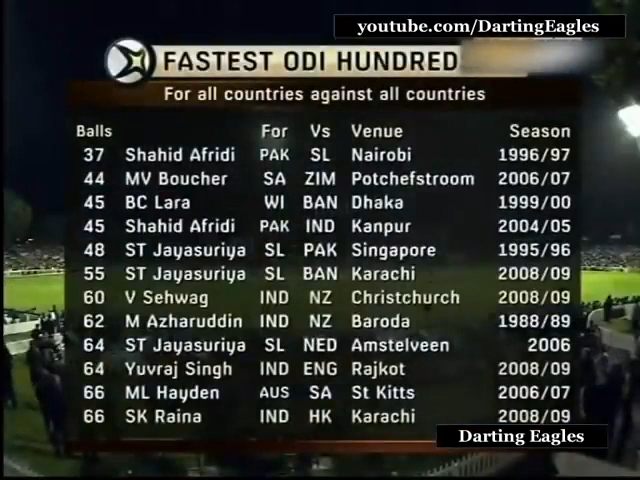 youtube.com/DartingEagles
FASTEST ODI HUNDRED
For all countries against all countries
Balls For Vs Venue Season
37 Shahid Afridi PAK SL Nairobi 1996/97
44 MV Boucher SA ZIM Potchefstroom 2006/07
45 BC Lara WI BAN Dhaka 1999/00
45 Shahid Afridi PAK IND Kanpur 2004/05
48 ST Jayasuriya SL PAK Singapore 1995/96
55 ST Jayasuriya SL BAN Karachi 2008/09
60 V Sehwag IND NZ Christchurch 2008/09
62 M Azharuddin IND NZ Baroda 1988/89
64 ST Jayasuriya SL NED Amstelveen 2006
64 Yuvraj Singh IND ENG Rajkot 2008/09
66 ML Hayden AUS SA St Kitts 2006/07
66 SK Raina IND HK Karachi 2008/09
Darting Eagles